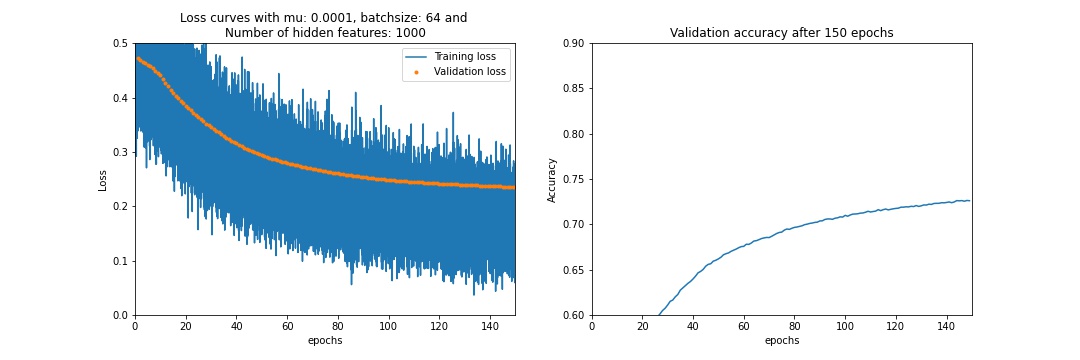 Loss curves with mu: 0.0001, batchsize: 64 and
Number of hidden features: 1000
0.5
0.4
0.3
0.2
0.1
0.0
Loss
Training loss
Validation loss
0 20 40 60 80 100 120 140
epochs
Validation accuracy after 150 epochs
0.90
0.85
0.80
0.75
0.70
0.65
0.60
Accuracy
0 20 40 60 80 100 120 140
epochs